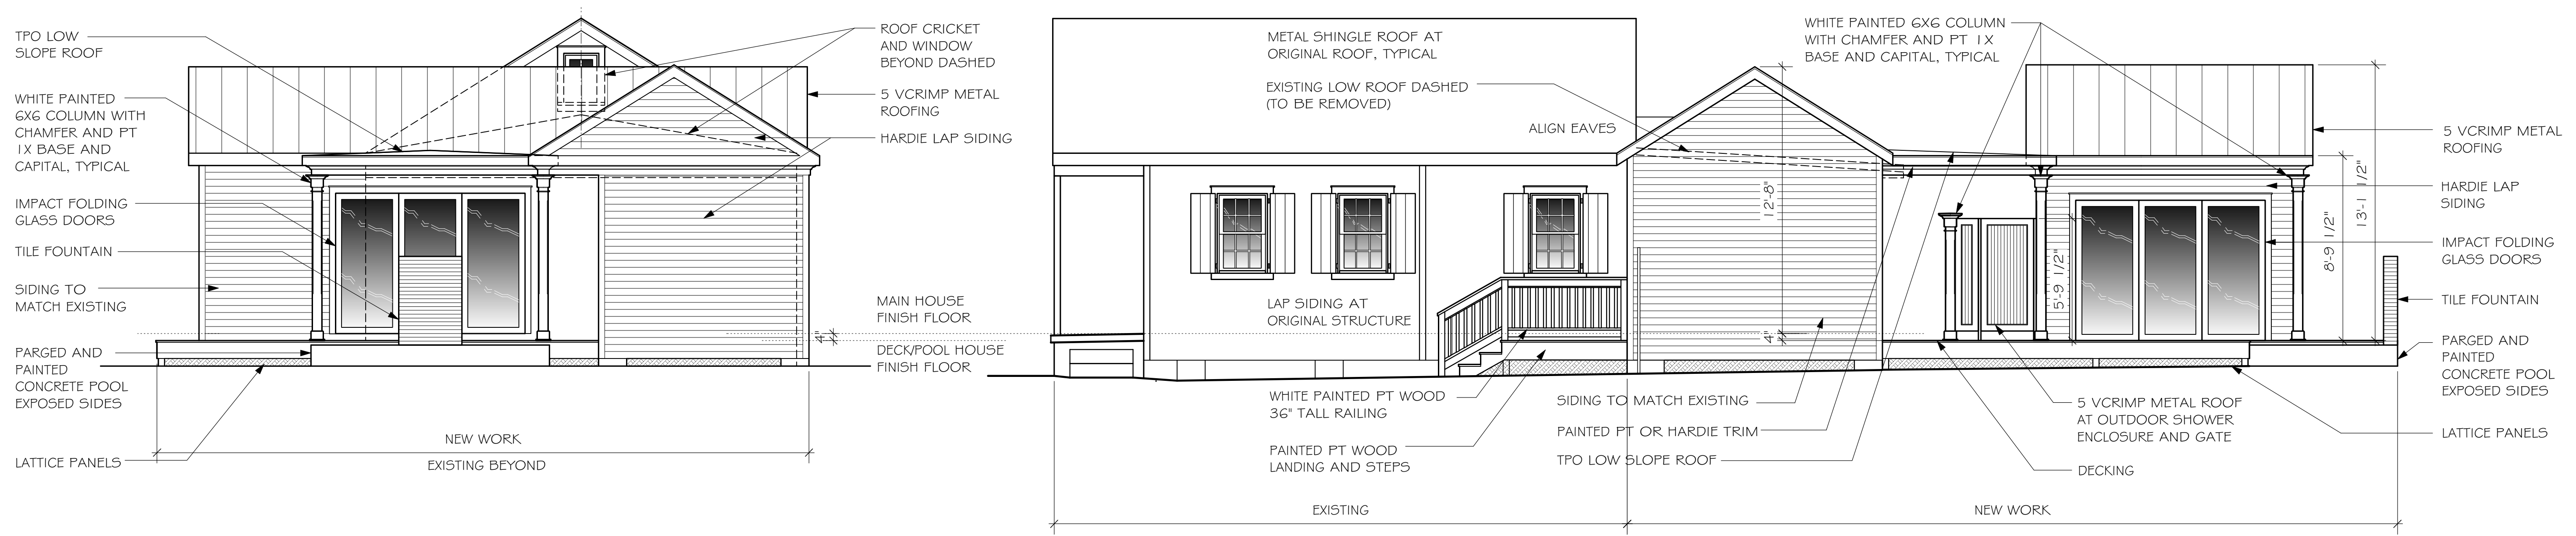 TPO LOW
SLOPE ROOF
WHITE PAINTED
6X6 COLUMN WITH
CHAMFER AND PT
1X BASE AND
CAPITAL, TYPICAL
IMPACT FOLDING
GLASS DOORS
TILE FOUNTAIN
SIDING TO
MATCH EXISTING
PARGED AND
PAINTED
CONCRETE POOL
EXPOSED SIDES
LATTICE PANELS
NEW WORK
EXISTING BEYOND
ROOF CRICKET
AND WINDOW
BEYOND DASHED
5 VCRIMP METAL
ROOFING
HARDIE LAP SIDING
MAIN HOUSE
FINISH FLOOR
4"
DECK/POOL HOUSE
FINISH FLOOR
METAL SHINGLE ROOF AT
ORIGINAL ROOF, TYPICAL
EXISTING LOW ROOF DASHED
(TO BE REMOVED)
ALIGN EAVES
LAP SIDING AT
ORIGINAL STRUCTURE
WHITE PAINTED PT WOOD
36" TALL RAILING
PAINTED PT WOOD
LANDING AND STEPS
EXISTING
12'-8"
4"
SIDING TO MATCH EXISTING
PAINTED PT OR HARDIE TRIM
TPO LOW SLOPE ROOF
WHITE PAINTED 6X6 COLUMN
WITH CHAMFER AND PT 1X
BASE AND CAPITAL, TYPICAL
5'-9 1/2"
8'-9 1/2"
13'-1 1/2"
5 VCRIMP METAL
ROOFING
HARDIE LAP
SIDING
IMPACT FOLDING
GLASS DOORS
TILE FOUNTAIN
PARGED AND
PAINTED
CONCRETE POOL
EXPOSED SIDES
LATTICE PANELS
5 VCRIMP METAL ROOF
AT OUTDOOR SHOWER
ENCLOSURE AND GATE
DECKING
NEW WORK